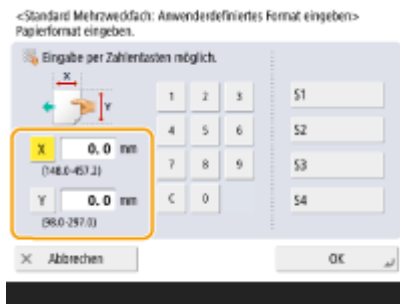 <Standard Mehrzweckfach: Anwenderdefiniertes Format eingeben>
Papierformat eingeben.
Eingabe per Zahlentasten möglich.
X
Y
1 2 3 S1
4 5 6 S2
X 0.0 mm
(148.0-457.2)
7 8 9 S3
Y 0.0 mm
C 0 S4
(98.0-297.0)
× Abbrechen OK